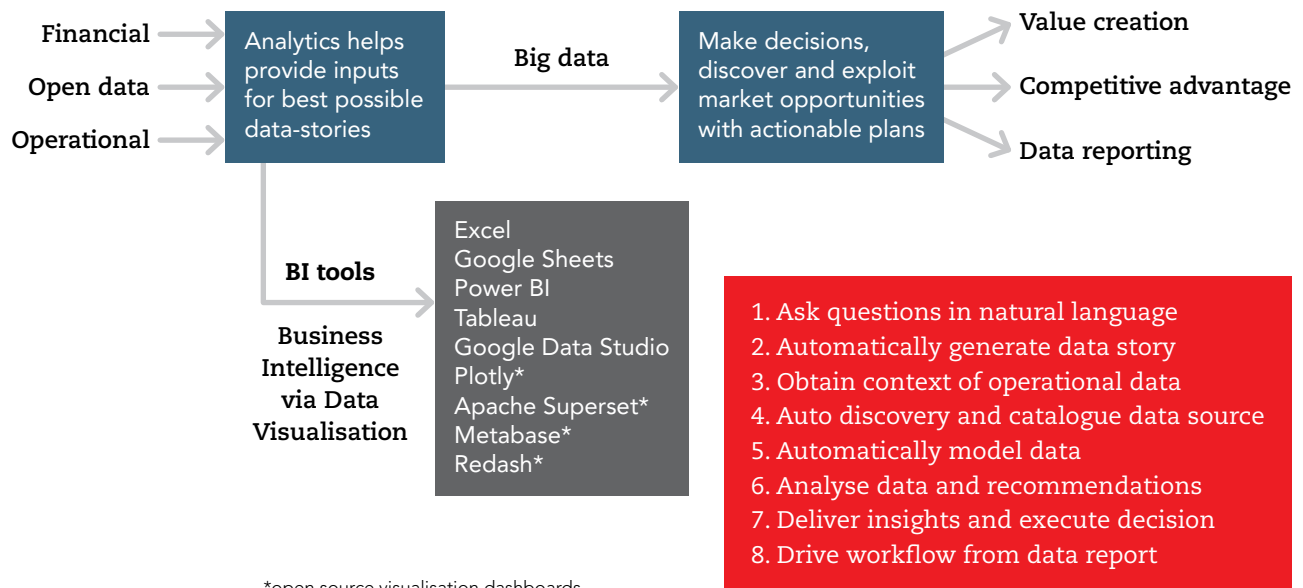 Financial
Open data
Operational
Analytics helps
provide inputs
for best possible
data-stories
Big data
Make decisions,
discover and exploit
market opportunities
with actionable plans
Value creation
Competitive advantage
Data reporting
BI tools
Business
Intelligence
via Data
Visualisation
Excel
Google Sheets
Power BI
Tableau
Google Data Studio
Plotly*
Apache Superset*
Metabase*
Redash*
1. Ask questions in natural language
2. Automatically generate data story
3. Obtain context of operational data
4. Auto discovery and catalogue data source
5. Automatically model data
6. Analyse data and recommendations
7. Deliver insights and execute decision
8. Drive workflow from data report
*open source visualisation dashboards